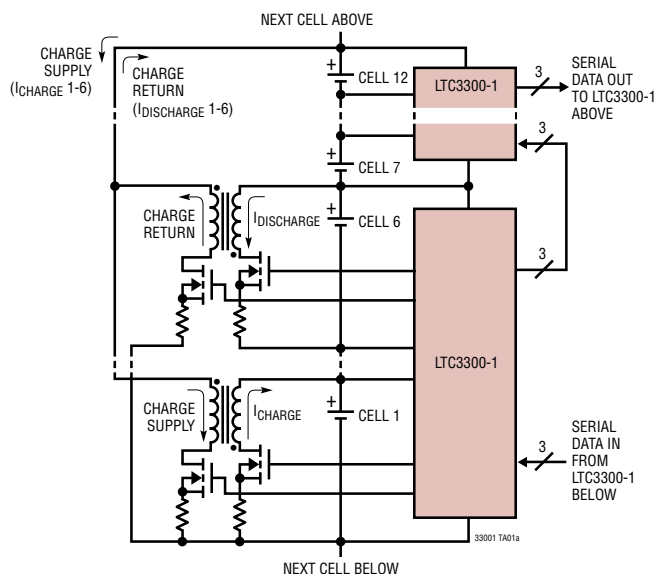 NEXT CELL ABOVE
CHARGE
SUPPLY
(ICHARGE 1-6)
CHARGE
RETURN
(IDISCHARGE 1-6)
+
CELL 12
LTC3300-1
3
SERIAL
DATA OUT
TO LTC3300-1
ABOVE
3
+
CELL 7
CHARGE
RETURN
IDISCHARGE
+
CELL 6
3
LTC3300-1
CHARGE
SUPPLY
ICHARGE
+
CELL 1
3
SERIAL
DATA IN
FROM
LTC3300-1
BELOW
33001 TA01a
NEXT CELL BELOW